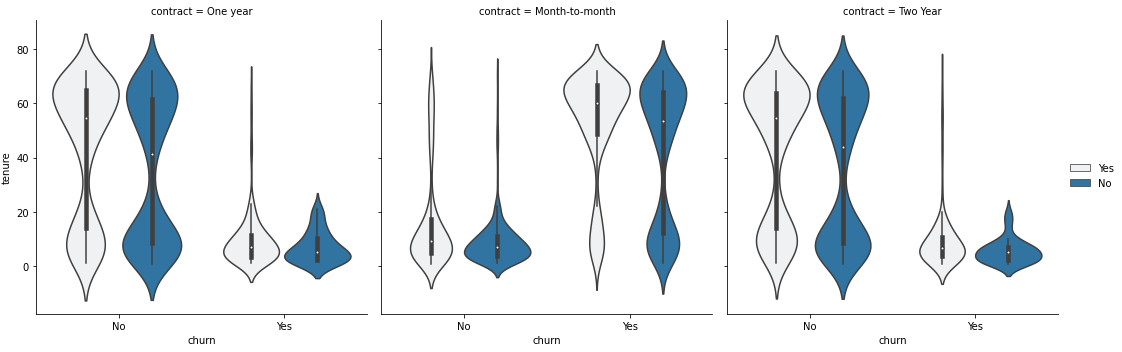 contract = One year
contract = Month-to-month
contract = Two Year
tenure
80
60
40
20
0
No
Yes
No
Yes
No
Yes
churn
churn
churn
Yes
No